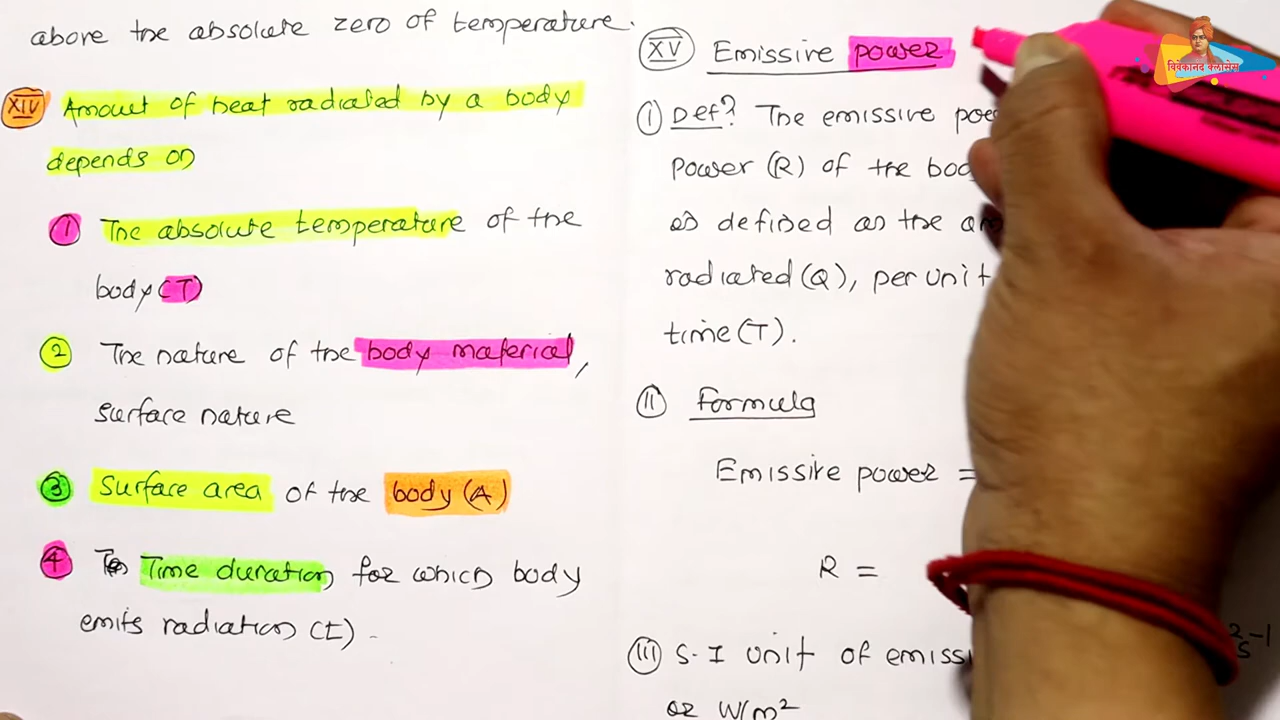 above the absolute zero of temperature.
XIV Amount of heat radiated by a body
depends on
1 The absolute temperature of the
body (T)
2 The nature of the body material,
surface nature
3 Surface area of the body (A)
4 Time duration for which body
emits radiation (t) -
XV Emissive power
I Def? The emissive
power (R) of the
is defined as the
radiated (Q), per unit
time (T).
II Formula
Emissive power =
R =
III S.I unit of
2 s-1
or W/m²
विवेकानंद क्लासेस